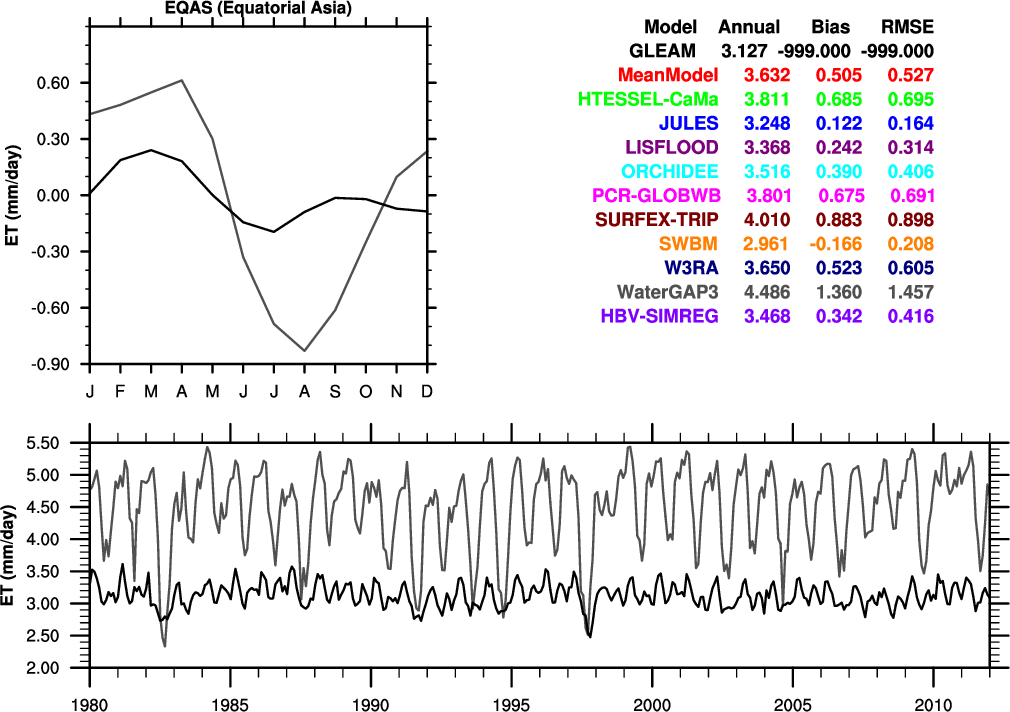 EQAS (Equatorial Asia)
ET (mm/day)
0.60
0.30
0.00
-0.30
-0.60
-0.90
J F M A M J J A S O N D
Model Annual Bias RMSE
GLEAM 3.127 -999.000 -999.000
MeanModel 3.632 0.505 0.527
HTESSEL-CaMa 3.811 0.685 0.695
JULES 3.248 0.122 0.164
LISFLOOD 3.368 0.242 0.314
ORCHIDEE 3.516 0.390 0.406
PCR-GLOBWB 3.801 0.675 0.691
SURFEX-TRIP 4.010 0.883 0.898
SWBM 2.961 -0.166 0.208
W3RA 3.650 0.523 0.605
WaterGAP3 4.486 1.360 1.457
HBV-SIMREG 3.468 0.342 0.416
ET (mm/day)
5.50
5.00
4.50
4.00
3.50
3.00
2.50
2.00
1980 1985 1990 1995 2000 2005 2010